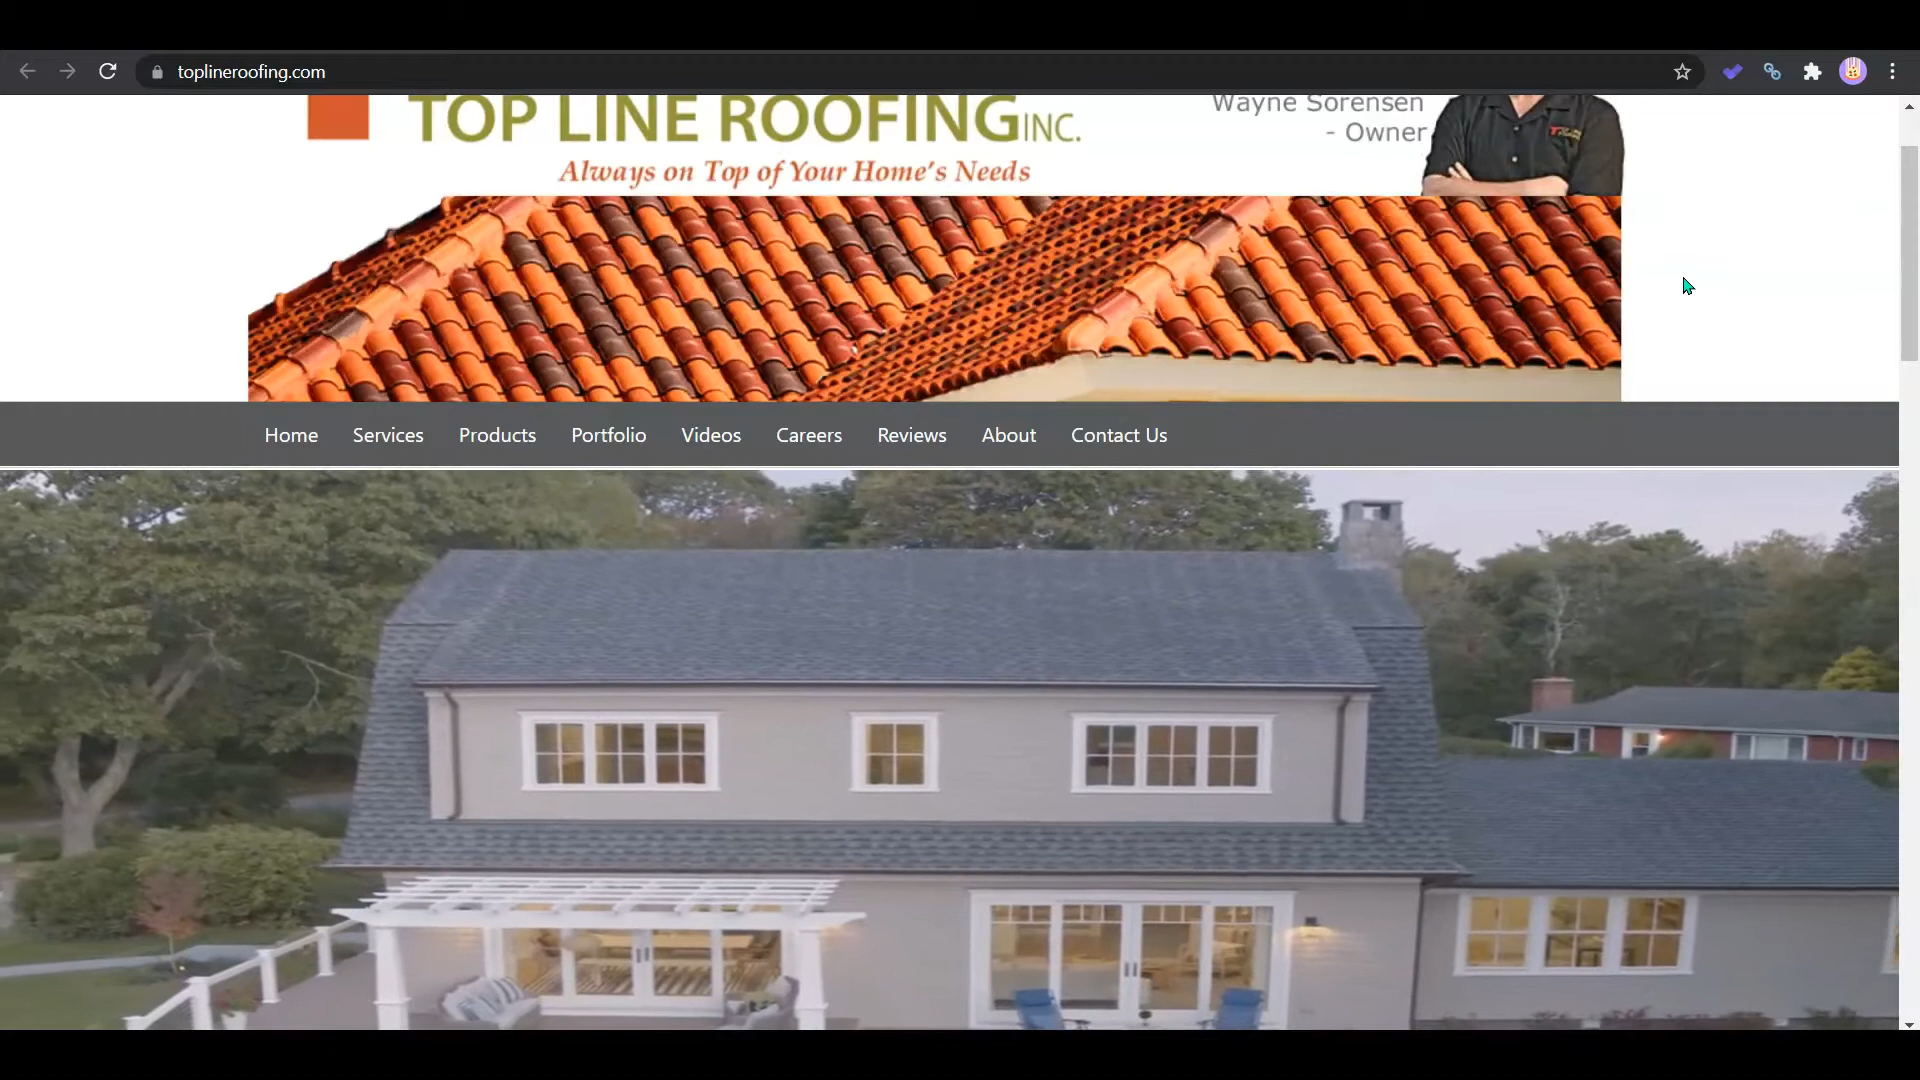 toplineroofing.com
TOP LINE ROOFING INC.
Always on Top of Your Home's Needs
Wayne Sorensen
- Owner
Home Services Products Portfolio Videos Careers Reviews About Contact Us